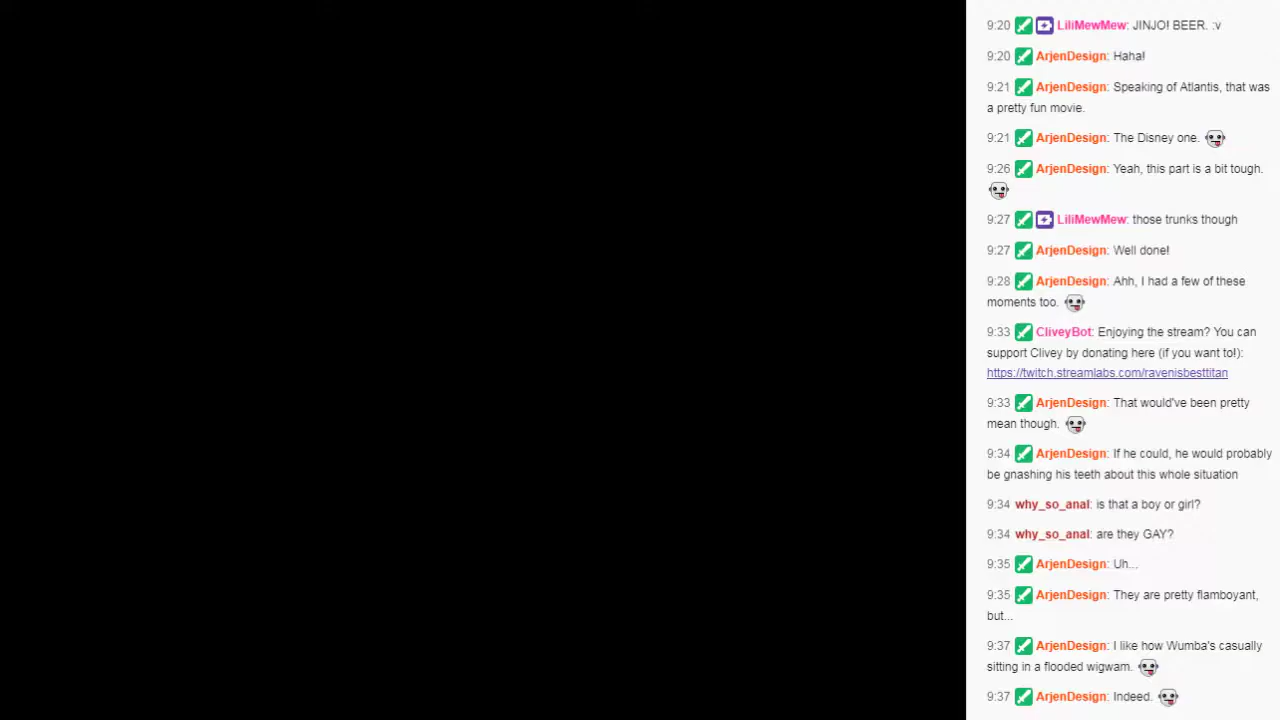 9:20 LiliMewMew: JINJO! BEER. :v
9:20 ArjenDesign: Haha!
9:21 ArjenDesign: Speaking of Atlantis, that was
a pretty fun movie.
9:21 ArjenDesign: The Disney one.
9:26 ArjenDesign: Yeah, this part is a bit tough.
9:27 LiliMewMew: those trunks though
9:27 ArjenDesign: Well done!
9:28 ArjenDesign: Ahh, I had a few of these
moments too.
9:33 CliveyBot: Enjoying the stream? You can
support Clivey by donating here (if you want to!):
https://twitch.streamlabs.com/ravenisbesttitan
9:33 ArjenDesign: That would've been pretty
mean though.
9:34 ArjenDesign: If he could, he would probably
be gnashing his teeth about this whole situation
9:34 why_so_anal: is that a boy or girl?
9:34 why_so_anal: are they GAY?
9:35 ArjenDesign: Uh...
9:35 ArjenDesign: They are pretty flamboyant,
but...
9:37 ArjenDesign: I like how Wumba's casually
sitting in a flooded wigwam.
9:37 ArjenDesign: Indeed.